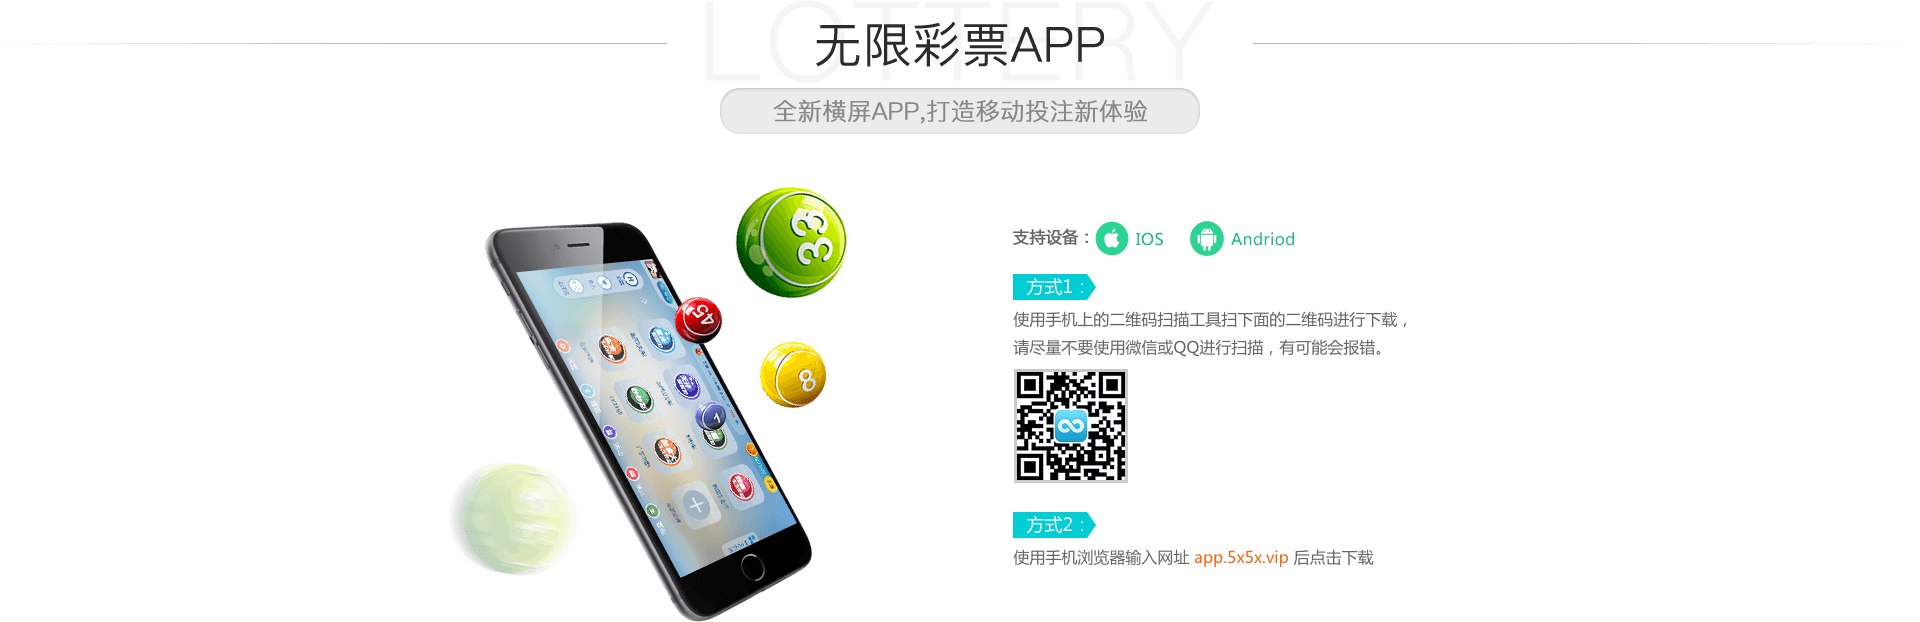 LOTTERY
无限彩票APP
全新横屏APP,打造移动投注新体验
33
45
8
支持设备： IOS Andriod
方式1：
使用手机上的二维码扫描工具扫下面的二维码进行下载，
请尽量不要使用微信或QQ进行扫描，有可能会报错。
方式2：
使用手机浏览器输入网址 app.5x5x.vip 后点击下载